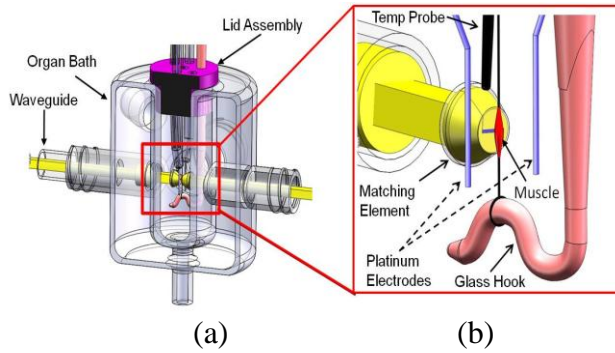 Lid Assembly
Organ Bath
Waveguide
Temp Probe
Matching
Element
Muscle
Platinum
Electrodes
Glass Hook
(a)
(b)